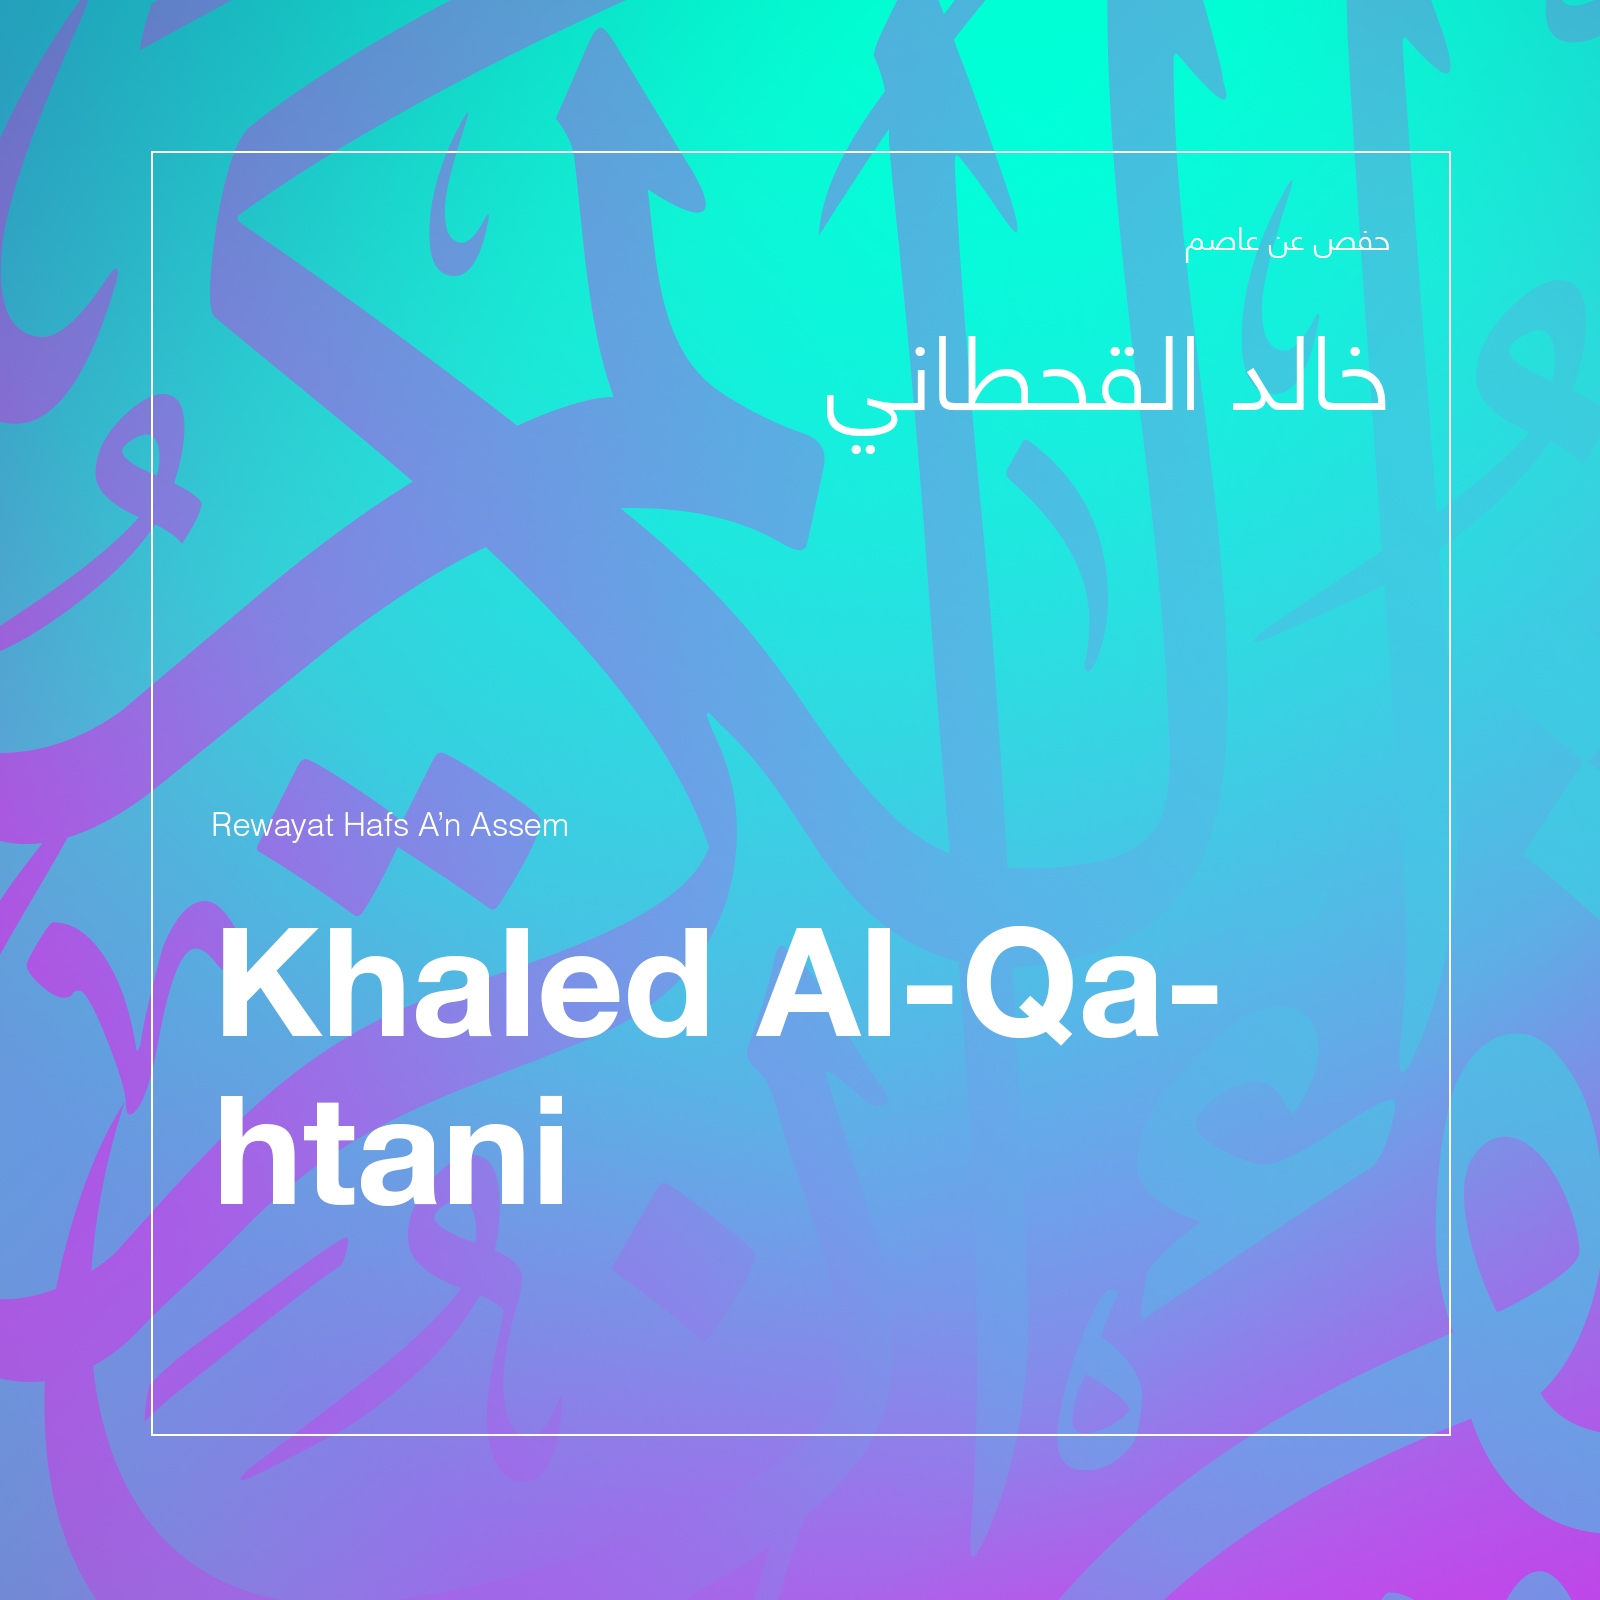 حفص عن عاصم
خالد القحطاني
Rewayat Hafs A’n Assem
Khaled Al-Qa-
htani